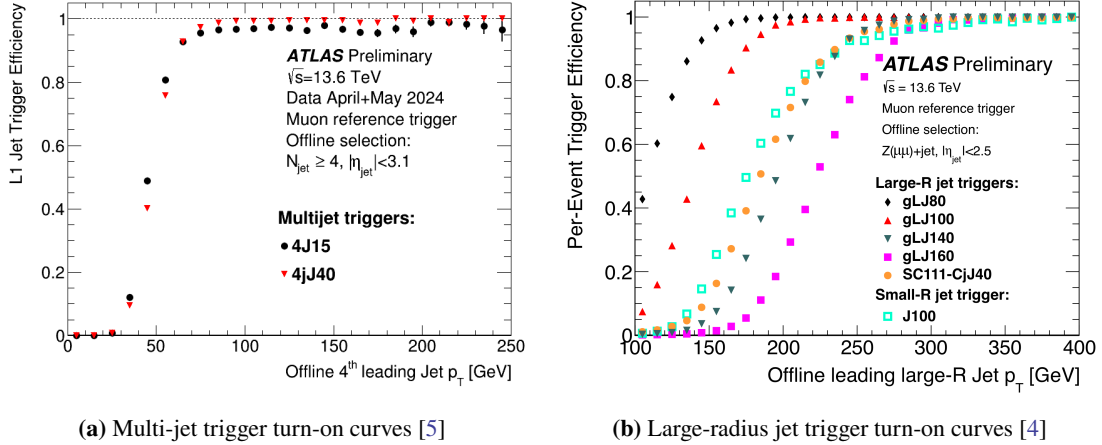 L1 Jet Trigger Efficiency
1
0.8
0.6
0.4
0.2
0
0 50 100 150 200 250
Offline 4th leading Jet pT [GeV]
ATLAS Preliminary
√s=13.6 TeV
Data April+May 2024
Muon reference trigger
Offline selection:
Njet ≥ 4, |ηjet|<3.1
Multijet triggers:
4J15
4jJ40
(a) Multi-jet trigger turn-on curves [5]
Per-Event Trigger Efficiency
1
0.8
0.6
0.4
0.2
0
100 150 200 250 300 350 400
Offline leading large-R Jet pT [GeV]
ATLAS Preliminary
√s = 13.6 TeV
Muon reference trigger
Offline selection:
Z(μμ)+jet, |ηjet|<2.5
Large-R jet triggers:
gLJ80
gLJ100
gLJ140
gLJ160
SC111-CjJ40
Small-R jet trigger:
J100
(b) Large-radius jet trigger turn-on curves [4]